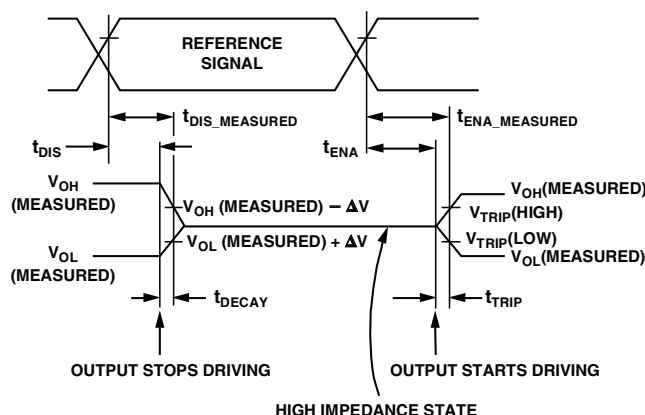 REFERENCE
SIGNAL
tDIS_MEASURED
tENA_MEASURED
tDIS
tENA
VOH
(MEASURED)
VOH (MEASURED) – ΔV
VOH(MEASURED)
VTRIP(HIGH)
VOL (MEASURED) + ΔV
VTRIP(LOW)
VOL
(MEASURED)
VOL(MEASURED)
tDECAY
tTRIP
OUTPUT STOPS DRIVING
OUTPUT STARTS DRIVING
HIGH IMPEDANCE STATE